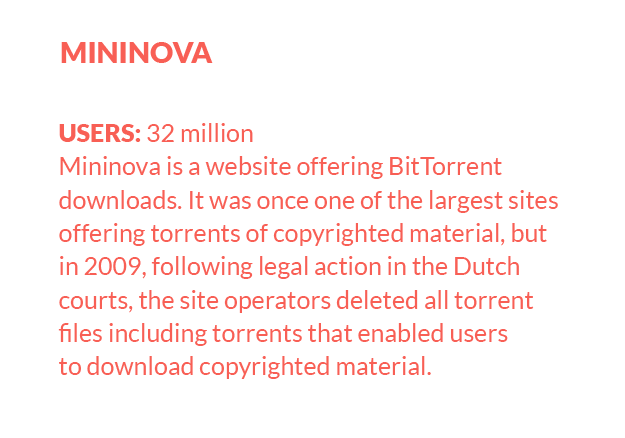 MININOVA
USERS: 32 million
Mininova is a website offering BitTorrent
downloads. It was once one of the largest sites
offering torrents of copyrighted material, but
in 2009, following legal action in the Dutch
courts, the site operators deleted all torrent
files including torrents that enabled users
to download copyrighted material.